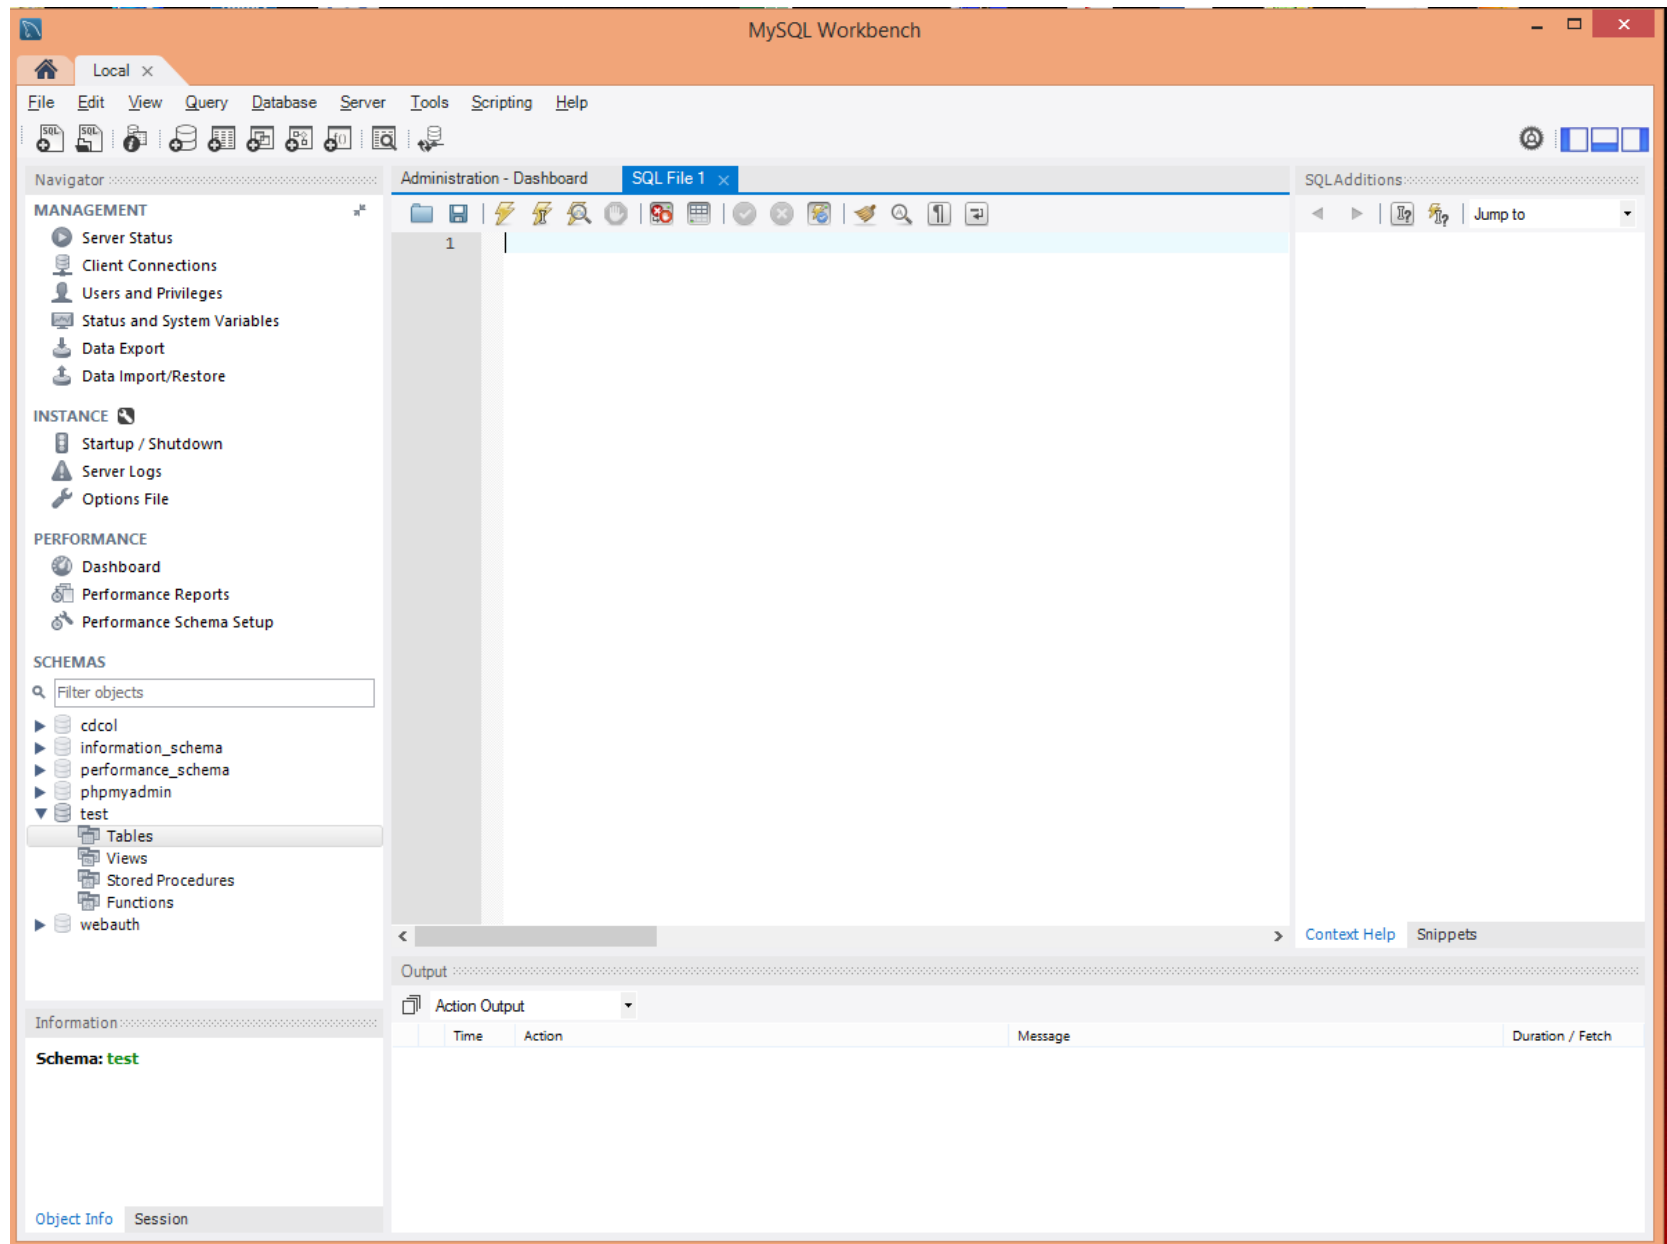 MySQL Workbench
Local
File Edit View Query Database Server Tools Scripting Help
SQL SQL
Navigator
MANAGEMENT
Server Status
Client Connections
Users and Privileges
Status and System Variables
Data Export
Data Import/Restore
INSTANCE
Startup / Shutdown
Server Logs
Options File
PERFORMANCE
Dashboard
Performance Reports
Performance Schema Setup
SCHEMAS
Filter objects
cdcol
information_schema
performance_schema
phpmyadmin
test
Tables
Views
Stored Procedures
Functions
webauth
Information
Schema: test
Object Info Session
Administration - Dashboard SQL File 1
1
SQLAdditions
Jump to
Context Help Snippets
Output
Action Output
Time Action Message Duration / Fetch